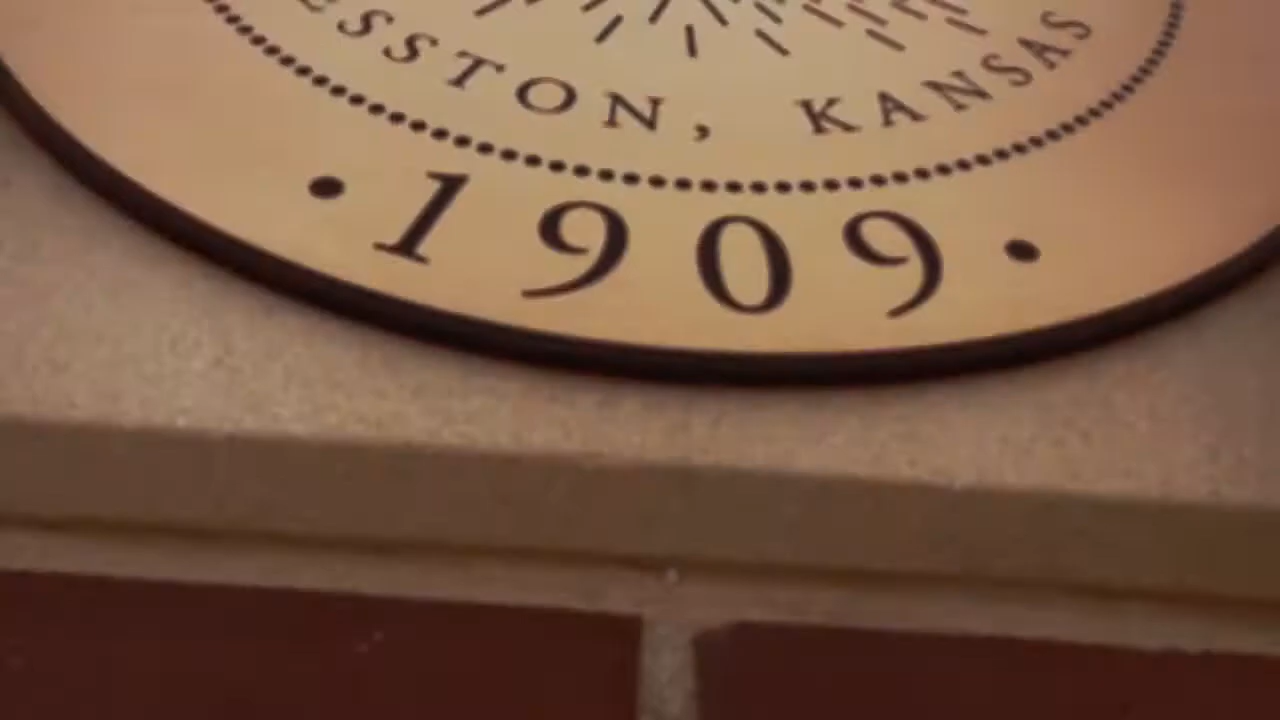 ESSTON, KANSAS
• 1909 •